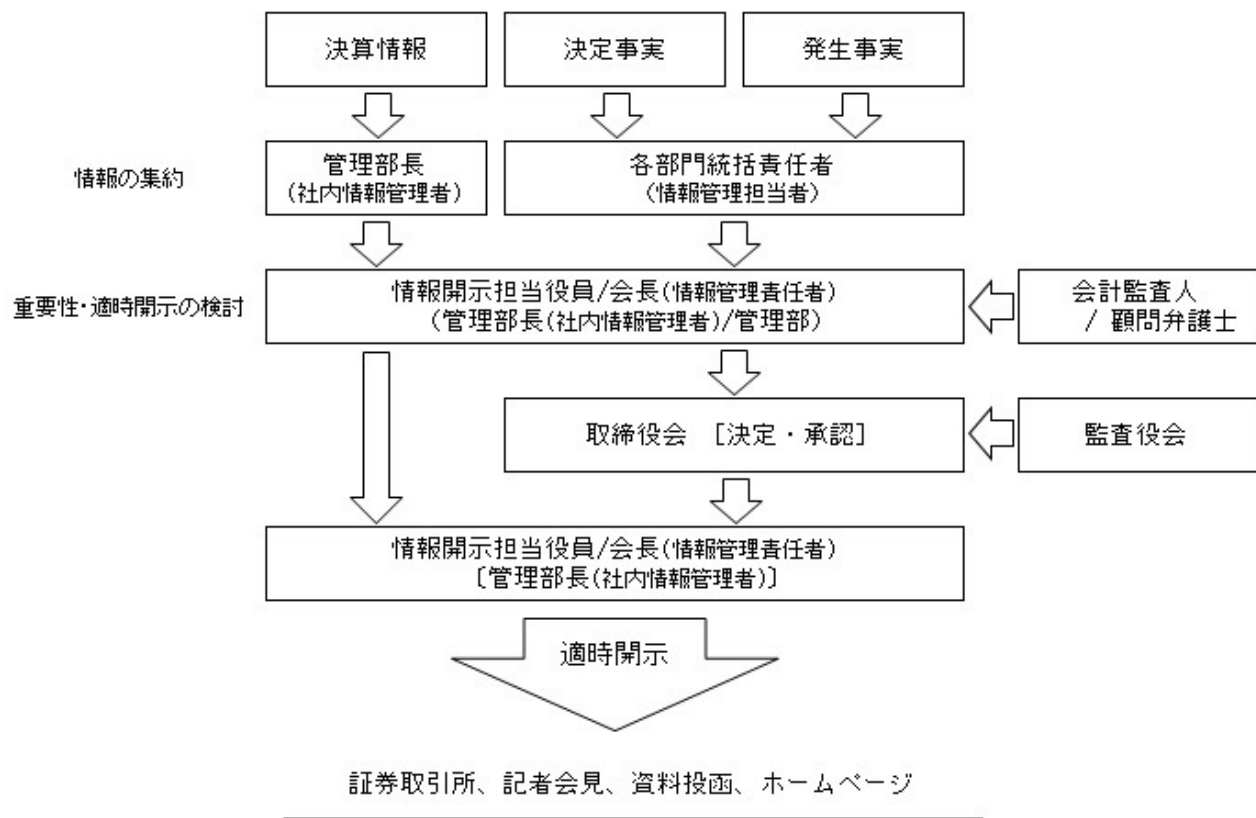 決算情報
決定事実
発生事実
情報の集約
管理部長
(社内情報管理者)
各部門統括責任者
(情報管理担当者)
重要性・適時開示の検討
情報開示担当役員/会長(情報管理責任者)
(管理部長(社内情報管理者)/管理部)
会計監査人
/ 顧問弁護士
取締役会 [決定・承認]
監査役会
情報開示担当役員/会長(情報管理責任者)
[管理部長(社内情報管理者)]
適時開示
証券取引所、記者会見、資料投函、ホームページ